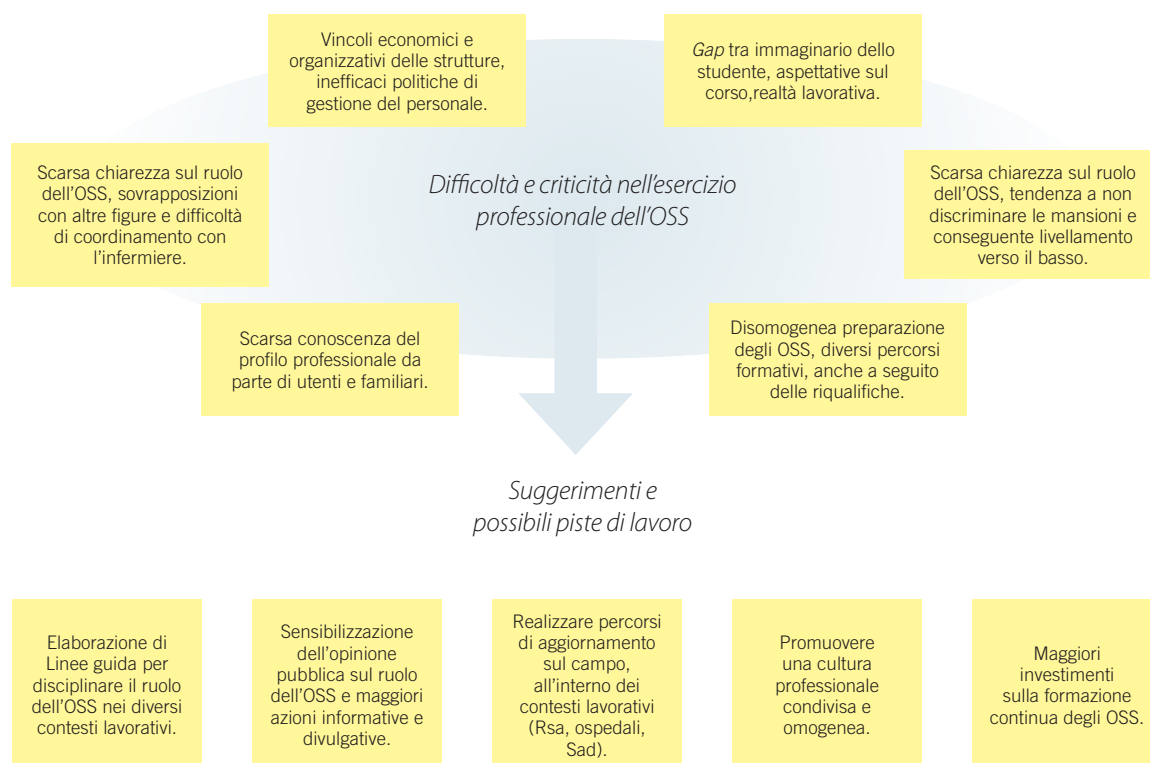 Vincoli economici e
organizzativi delle strutture,
inefficaci politiche di
gestione del personale.
Gap tra immaginario dello
studente, aspettative sul
corso,realtà lavorativa.
Scarsa chiarezza sul ruolo
dell’OSS, sovrapposizioni
con altre figure e difficoltà
di coordinamento con
l’infermiere.
Difficoltà e criticità nell’esercizio
professionale dell’OSS
Scarsa chiarezza sul ruolo
dell’OSS, tendenza a non
discriminare le mansioni e
conseguente livellamento
verso il basso.
Scarsa conoscenza del
profilo professionale da
parte di utenti e familiari.
Disomogenea preparazione
degli OSS, diversi percorsi
formativi, anche a seguito
delle riqualifiche.
Suggerimenti e
possibili piste di lavoro
Elaborazione di
Linee guida per
disciplinare il ruolo
dell’OSS nei diversi
contesti lavorativi.
Sensibilizzazione
dell’opinione
pubblica sul ruolo
dell’OSS e maggiori
azioni informative e
divulgative.
Realizzare percorsi
di aggiornamento
sul campo,
all’interno dei
contesti lavorativi
(Rsa, ospedali,
Sad).
Promuovere
una cultura
professionale
condivisa e
omogenea.
Maggiori
investimenti
sulla formazione
continua degli OSS.